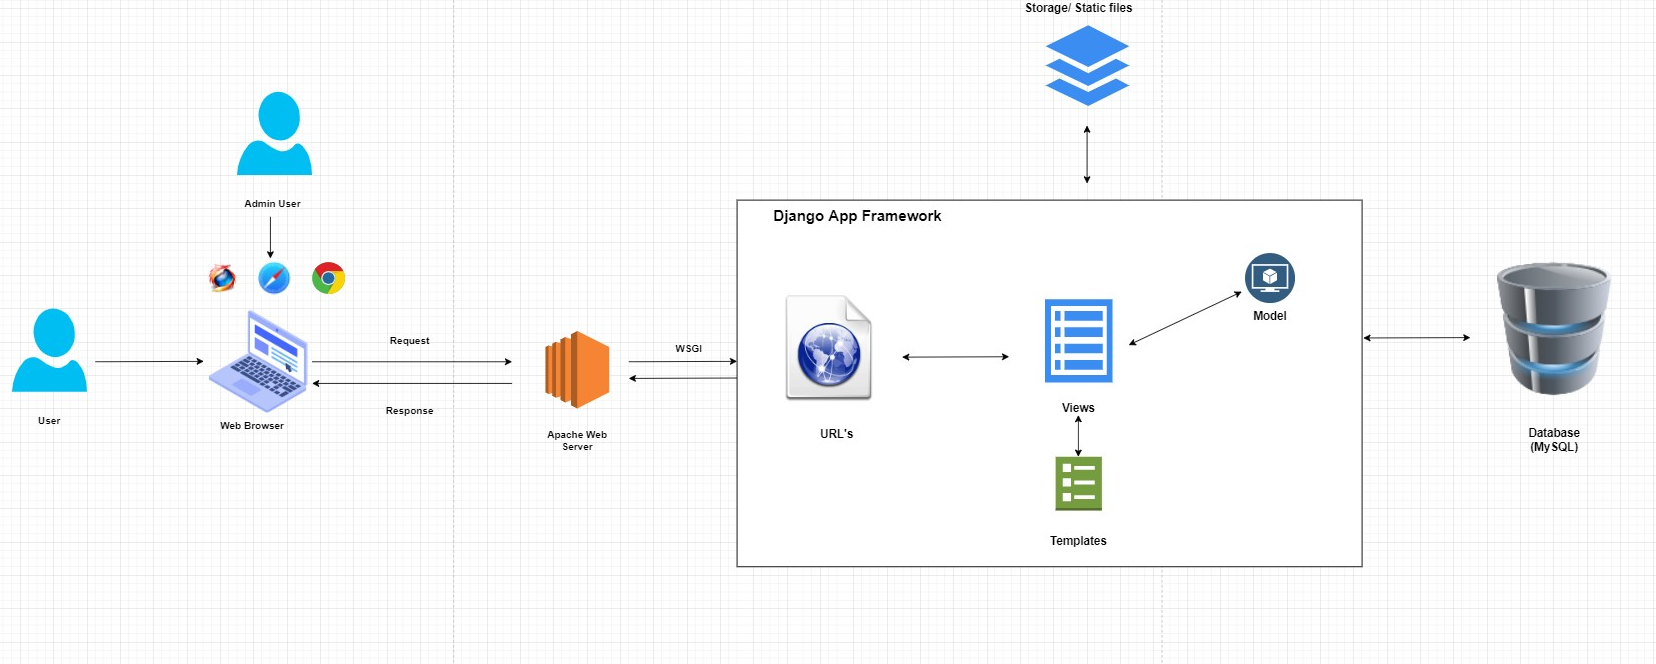 Storage/ Static files
Admin User
Django App Framework
Model
Request
WSGI
Response
Views
User
Web Browser
Apache Web
Server
URL's
Database
(MySQL)
Templates